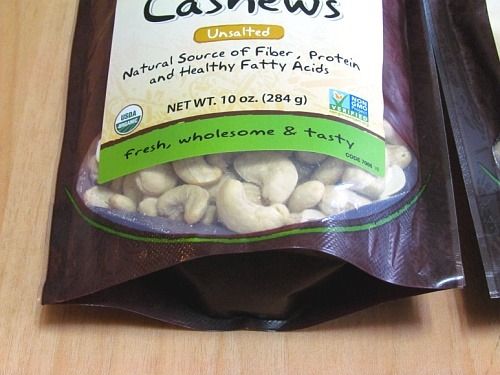 Cashews
Unsalted
Natural Source of Fiber, Protein
and Healthy Fatty Acids
NET WT. 10 oz. (284 g)
USDA
ORGANIC
NON
GMO
VERIFIED
fresh, wholesome & tasty